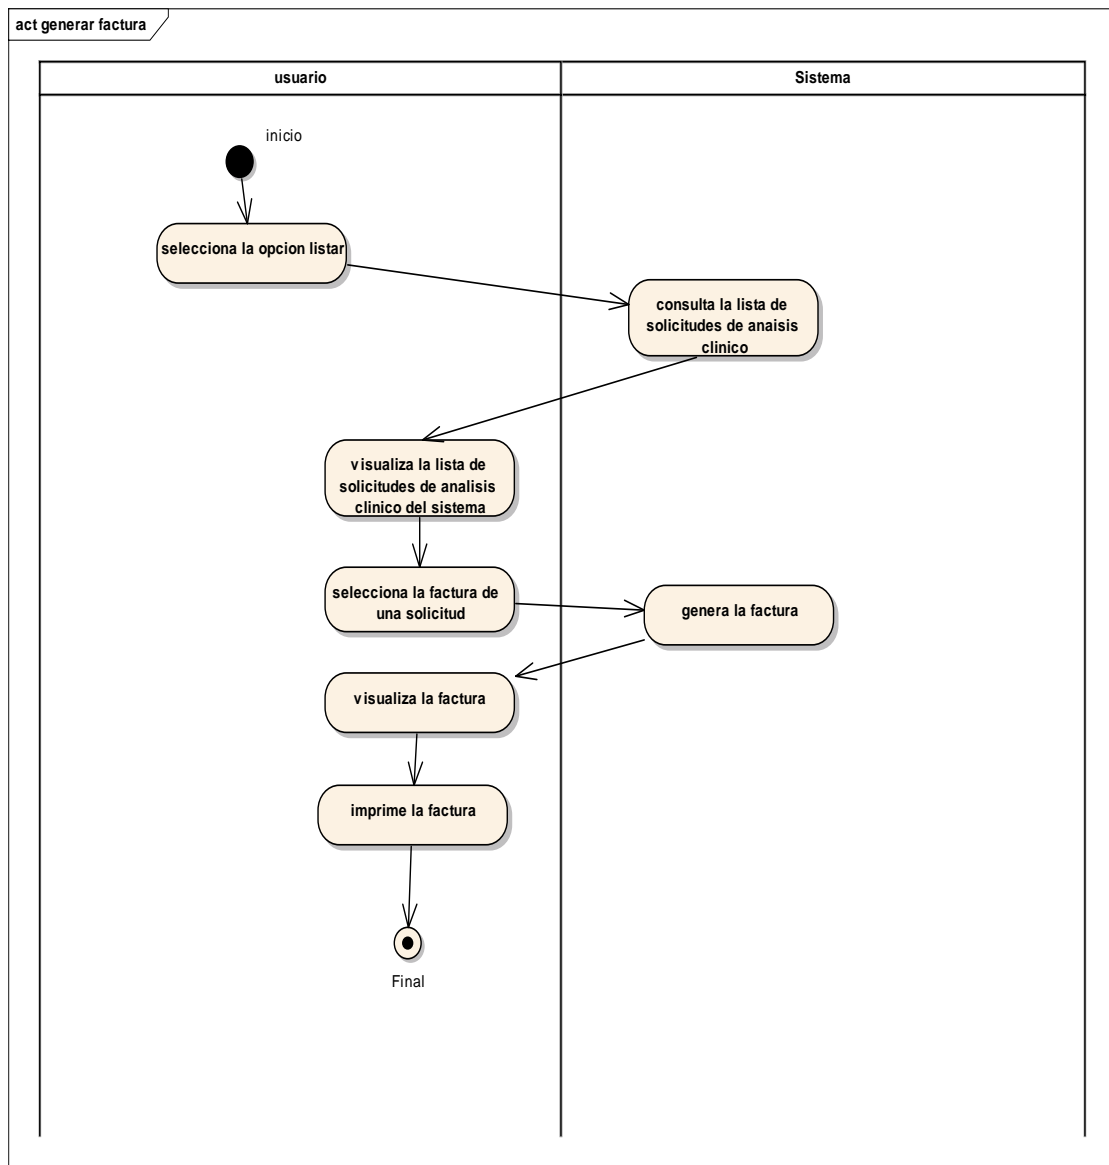 act generar factura
usuario
Sistema
inicio
selecciona la opcion listar
consulta la lista de
solicitudes de anaisis
clinico
visualiza la lista de
solicitudes de analisis
clinico del sistema
selecciona la factura de
una solicitud
genera la factura
visualiza la factura
imprime la factura
Final